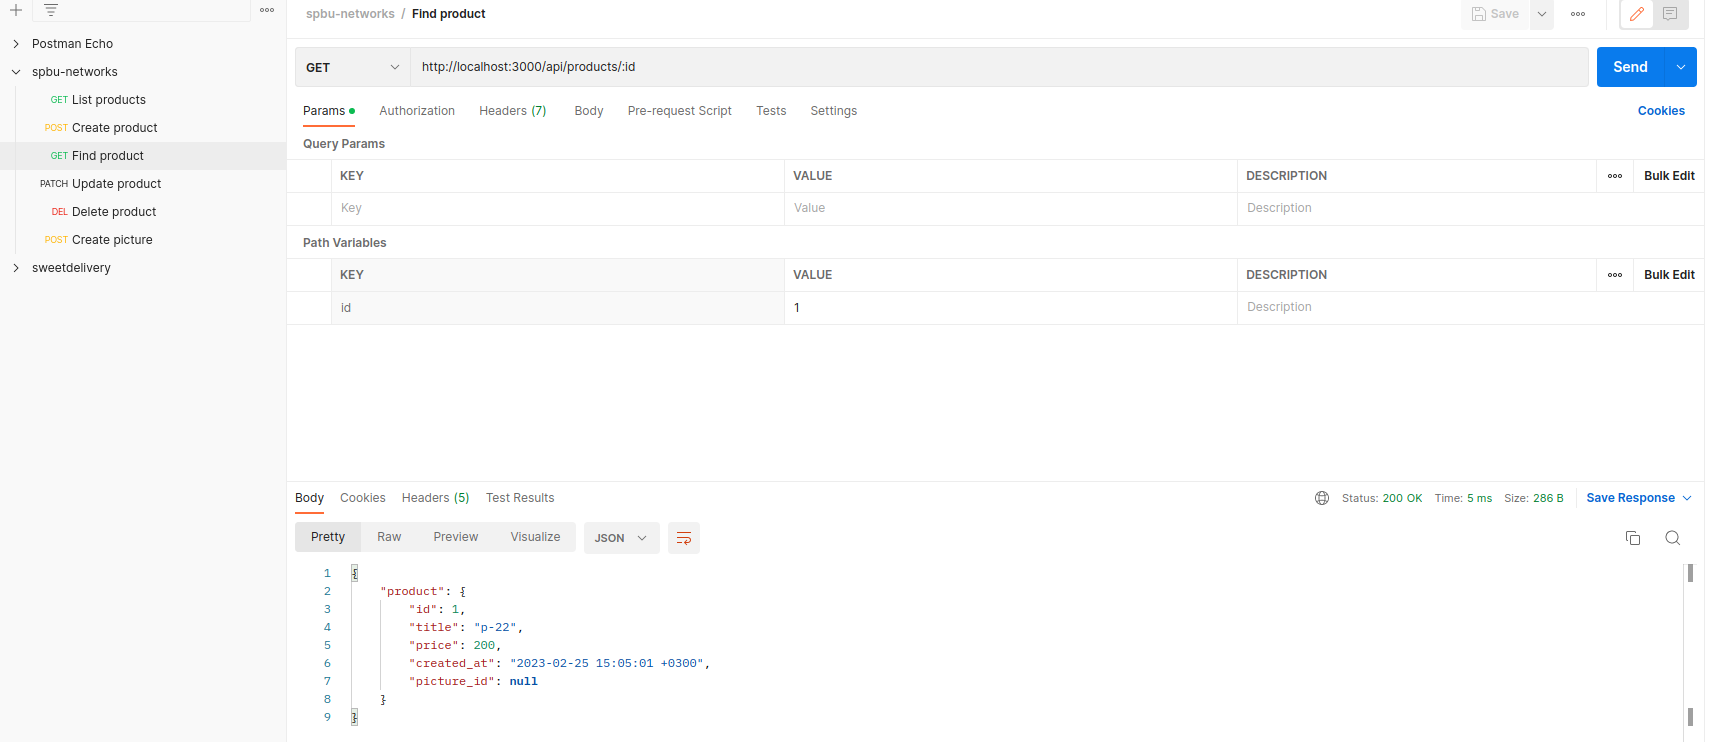 spbu-networks / Find product
Save
Postman Echo
spbu-networks
GET List products
POST Create product
GET Find product
PATCH Update product
DEL Delete product
POST Create picture
sweetdelivery
GET http://localhost:3000/api/products/:id Send
Params Authorization Headers (7) Body Pre-request Script Tests Settings Cookies
Query Params
KEY VALUE DESCRIPTION Bulk Edit
Key Value Description
Path Variables
KEY VALUE DESCRIPTION Bulk Edit
id 1 Description
Body Cookies Headers (5) Test Results Status: 200 OK Time: 5 ms Size: 286 B Save Response
Pretty Raw Preview Visualize JSON
1 {
2 "product": {
3 "id": 1,
4 "title": "p-22",
5 "price": 200,
6 "created_at": "2023-02-25 15:05:01 +0300",
7 "picture_id": null
8 }
9 }